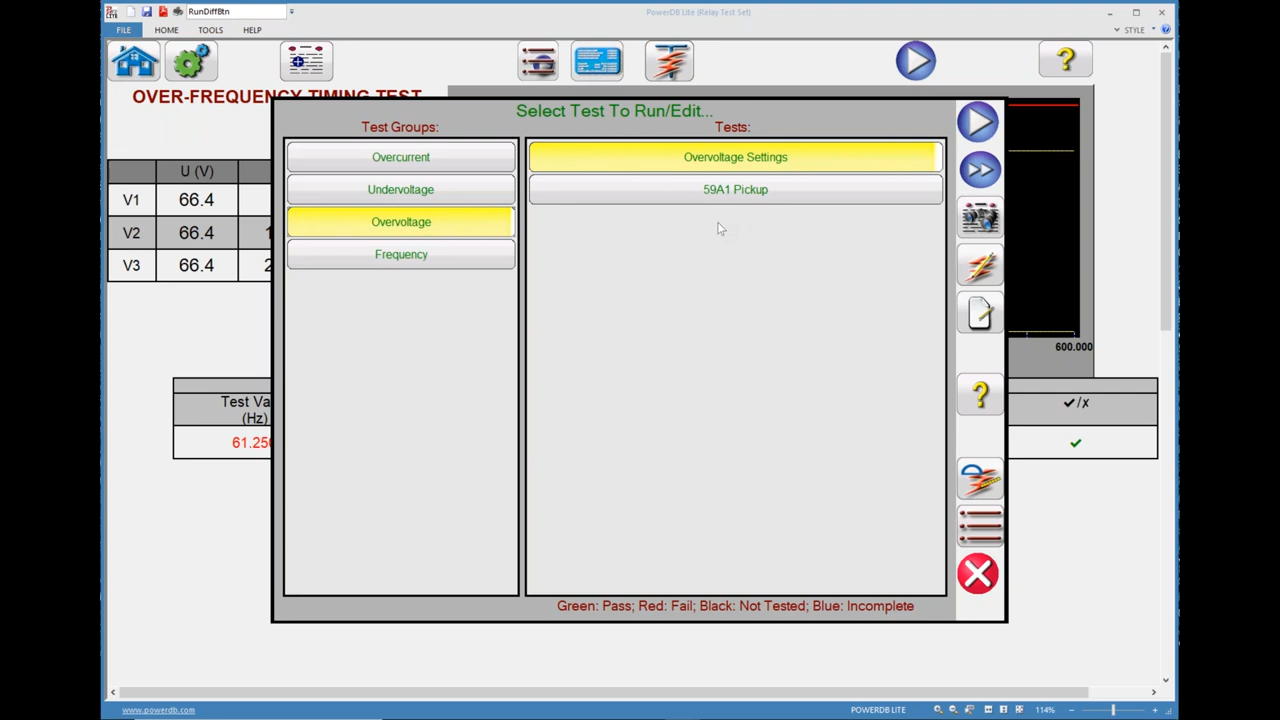 RunDiffBtn
PowerDB Lite (Relay Test Set)
FILE HOME TOOLS HELP
STYLE
OVER-FREQUENCY TIMING TEST
Select Test To Run/Edit...
Test Groups:
Tests:
Overcurrent
Undervoltage
Overvoltage
Frequency
Overvoltage Settings
59A1 Pickup
U (V)
V1 66.4
V2 66.4 1
V3 66.4 2
600.000
Test Va
(Hz)
✓/x
61.250
✓
Green: Pass; Red: Fail; Black: Not Tested; Blue: Incomplete
www.powerdb.com
POWERDB LITE
114%